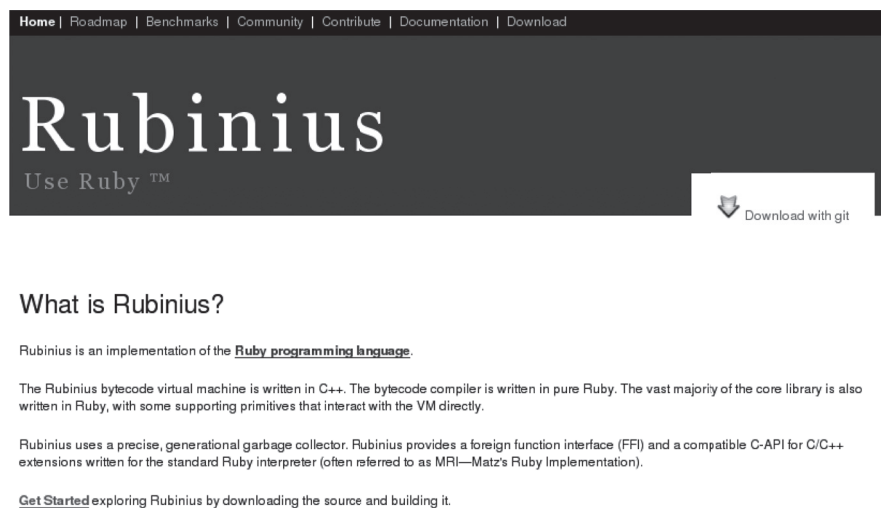 Home | Roadmap | Benchmarks | Community | Contribute | Documentation | Download
Rubinius
Use Ruby ™
Download with git
What is Rubinius?
Rubinius is an implementation of the Ruby programming language.
The Rubinius bytecode virtual machine is written in C++. The bytecode compiler is written in pure Ruby. The vast majority of the core library is also
written in Ruby, with some supporting primitives that interact with the VM directly.
Rubinius uses a precise, generational garbage collector. Rubinius provides a foreign function interface (FFI) and a compatible C-API for C/C++
extensions written for the standard Ruby interpreter (often referred to as MRI—Matz's Ruby Implementation).
Get Started exploring Rubinius by downloading the source and building it.